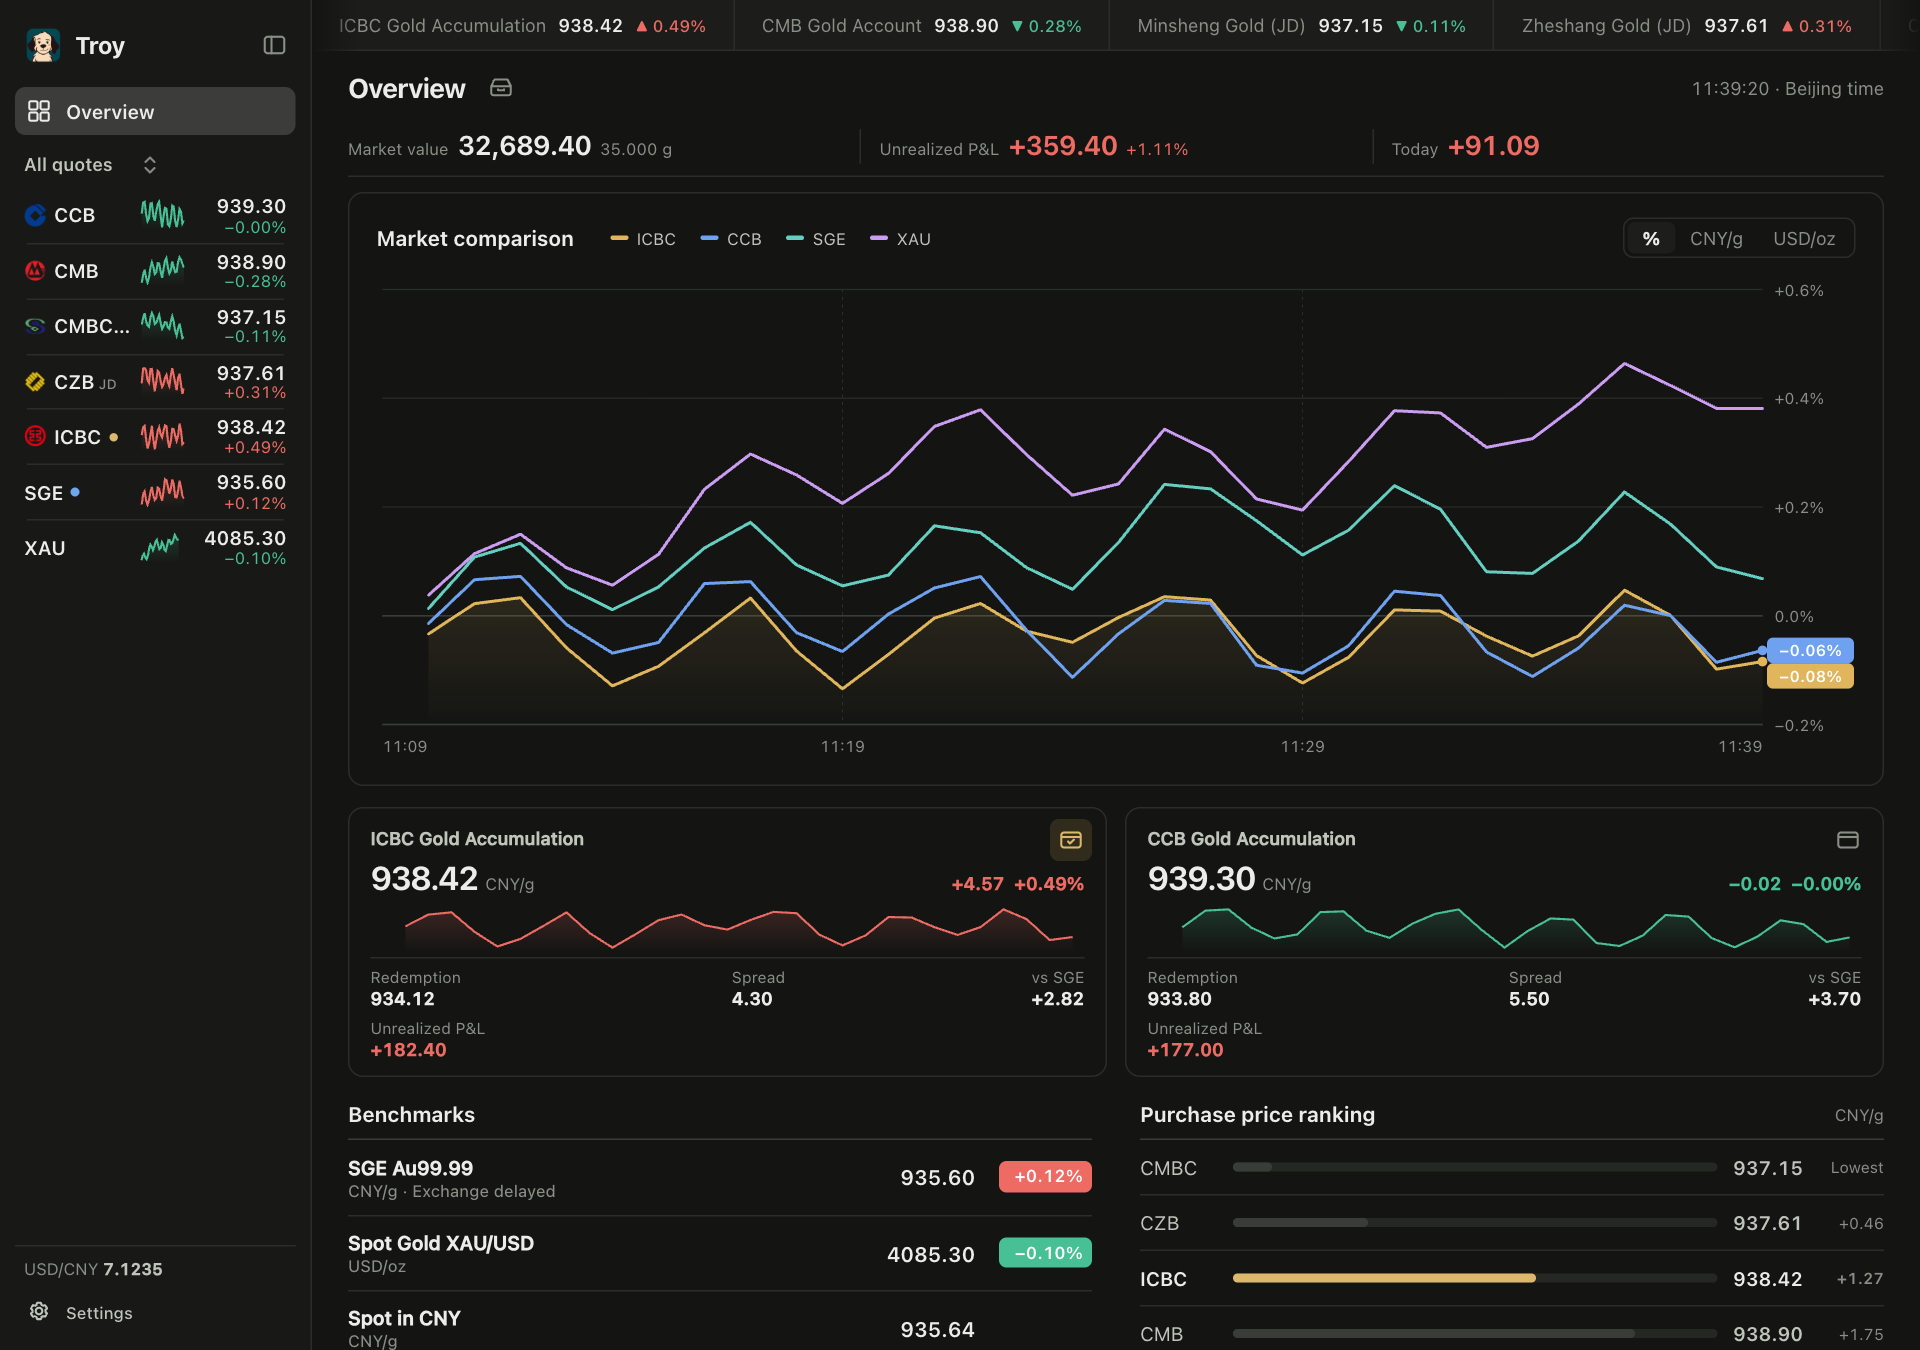 Troy
Overview
All quotes
CCB 939.30
−0.00%
CMB 938.90
−0.28%
CMBC... 937.15
−0.11%
CZB JD 937.61
+0.31%
ICBC 938.42
+0.49%
SGE 935.60
+0.12%
XAU 4085.30
−0.10%
USD/CNY 7.1235
Settings
ICBC Gold Accumulation 938.42 ▲ 0.49% CMB Gold Account 938.90 ▼ 0.28% Minsheng Gold (JD) 937.15 ▼ 0.11% Zheshang Gold (JD) 937.61 ▲ 0.31%
Overview 11:39:20 · Beijing time
Market value 32,689.40 35.000 g Unrealized P&L +359.40 +1.11% Today +91.09
Market comparison ICBC CCB SGE XAU % CNY/g USD/oz
+0.6%
+0.4%
+0.2%
0.0%
−0.06%
−0.08%
−0.2%
11:09 11:19 11:29 11:39
ICBC Gold Accumulation
938.42 CNY/g +4.57 +0.49%
Redemption Spread vs SGE
934.12 4.30 +2.82
Unrealized P&L
+182.40
CCB Gold Accumulation
939.30 CNY/g −0.02 −0.00%
Redemption Spread vs SGE
933.80 5.50 +3.70
Unrealized P&L
+177.00
Benchmarks
SGE Au99.99 935.60 +0.12%
CNY/g · Exchange delayed
Spot Gold XAU/USD 4085.30 −0.10%
USD/oz
Spot in CNY 935.64
CNY/g
Purchase price ranking CNY/g
CMBC 937.15 Lowest
CZB 937.61 +0.46
ICBC 938.42 +1.27
CMB 938.90 +1.75